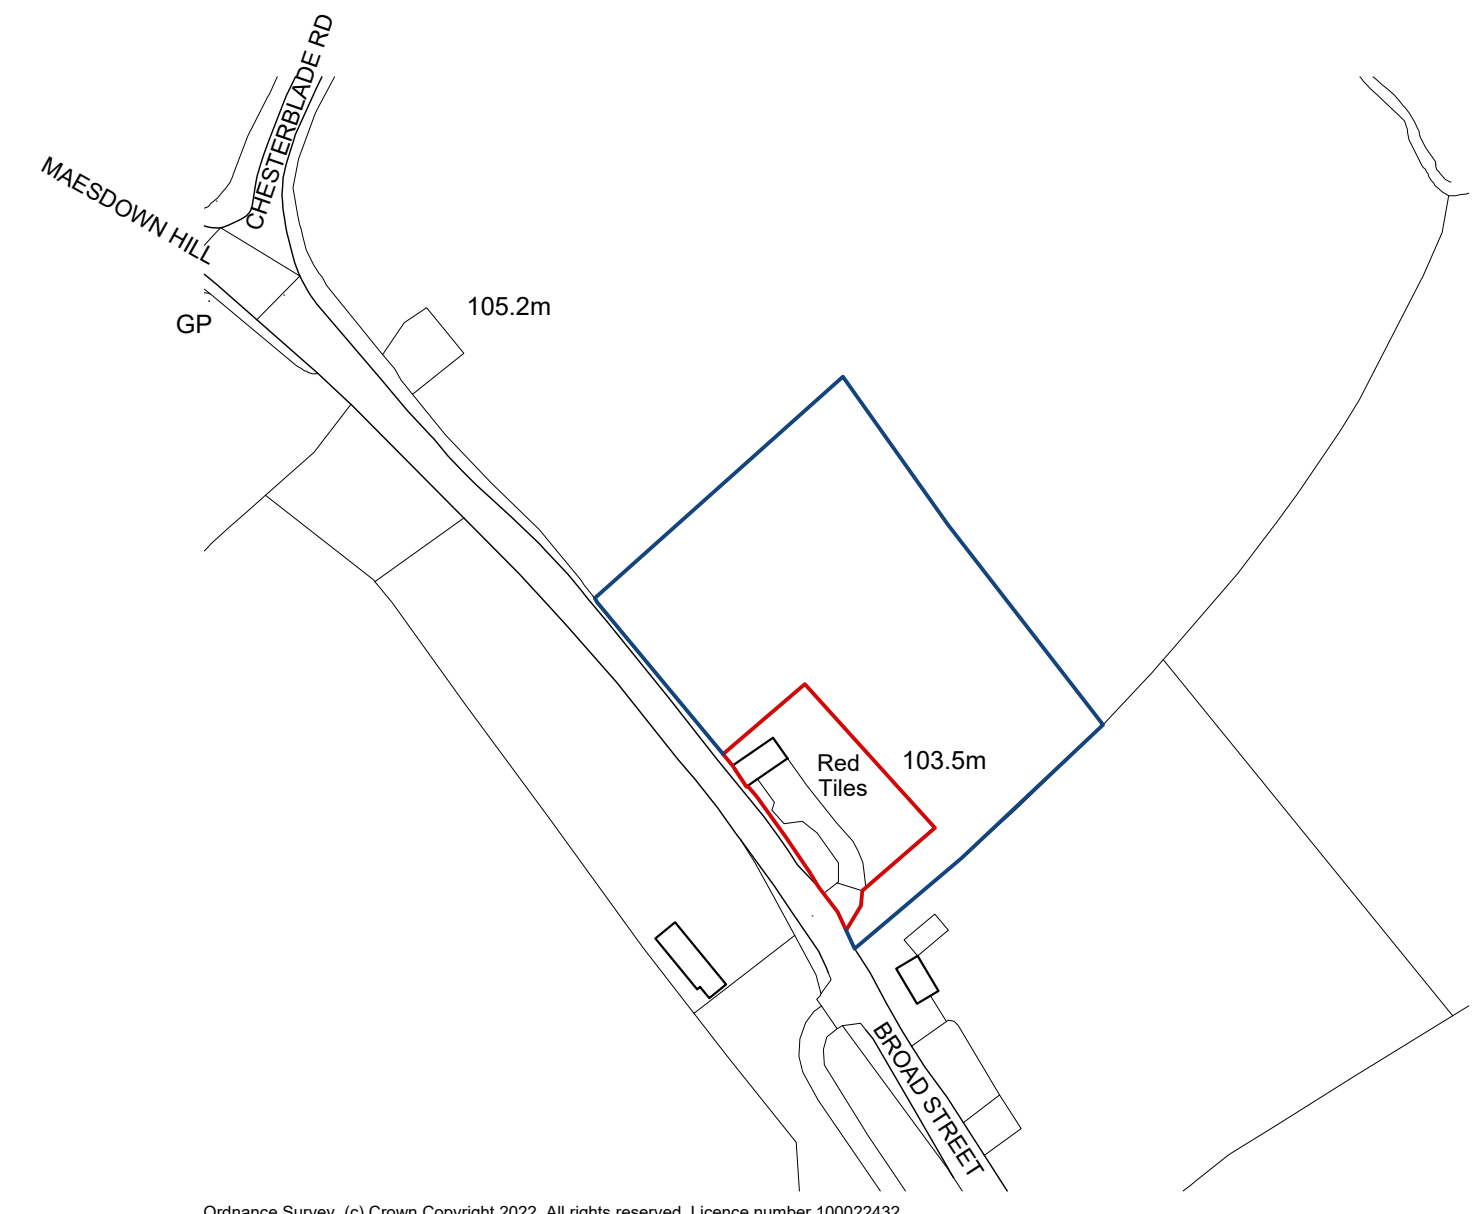 CHESTERBLADE RD
MAESDOWN HILL
GP
105.2m
Red
Tiles
103.5m
BROAD STREET
Ordnance Survey, (c) Crown Copyright 2022. All rights reserved. Licence number 100022432